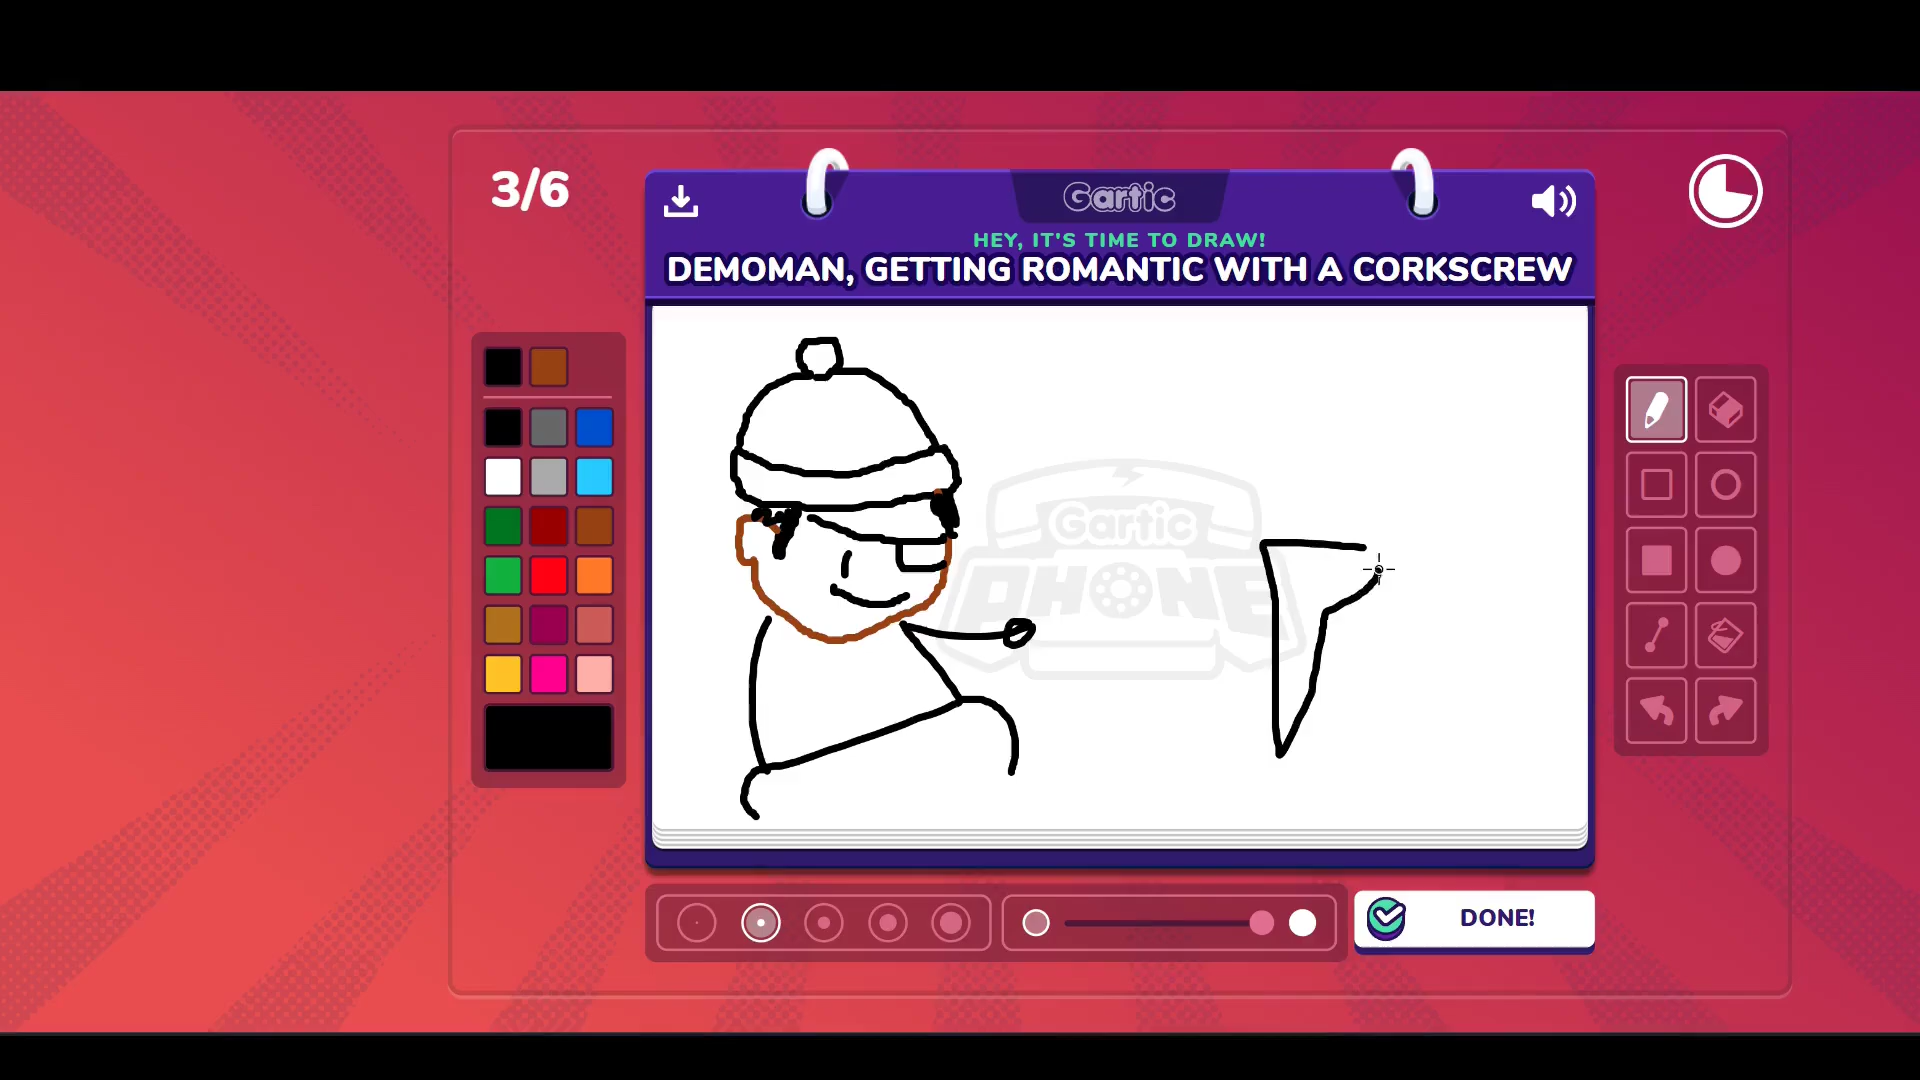 3/6
Gartic
HEY, IT'S TIME TO DRAW!
DEMOMAN, GETTING ROMANTIC WITH A CORKSCREW
Gartic
PHONE
DONE!